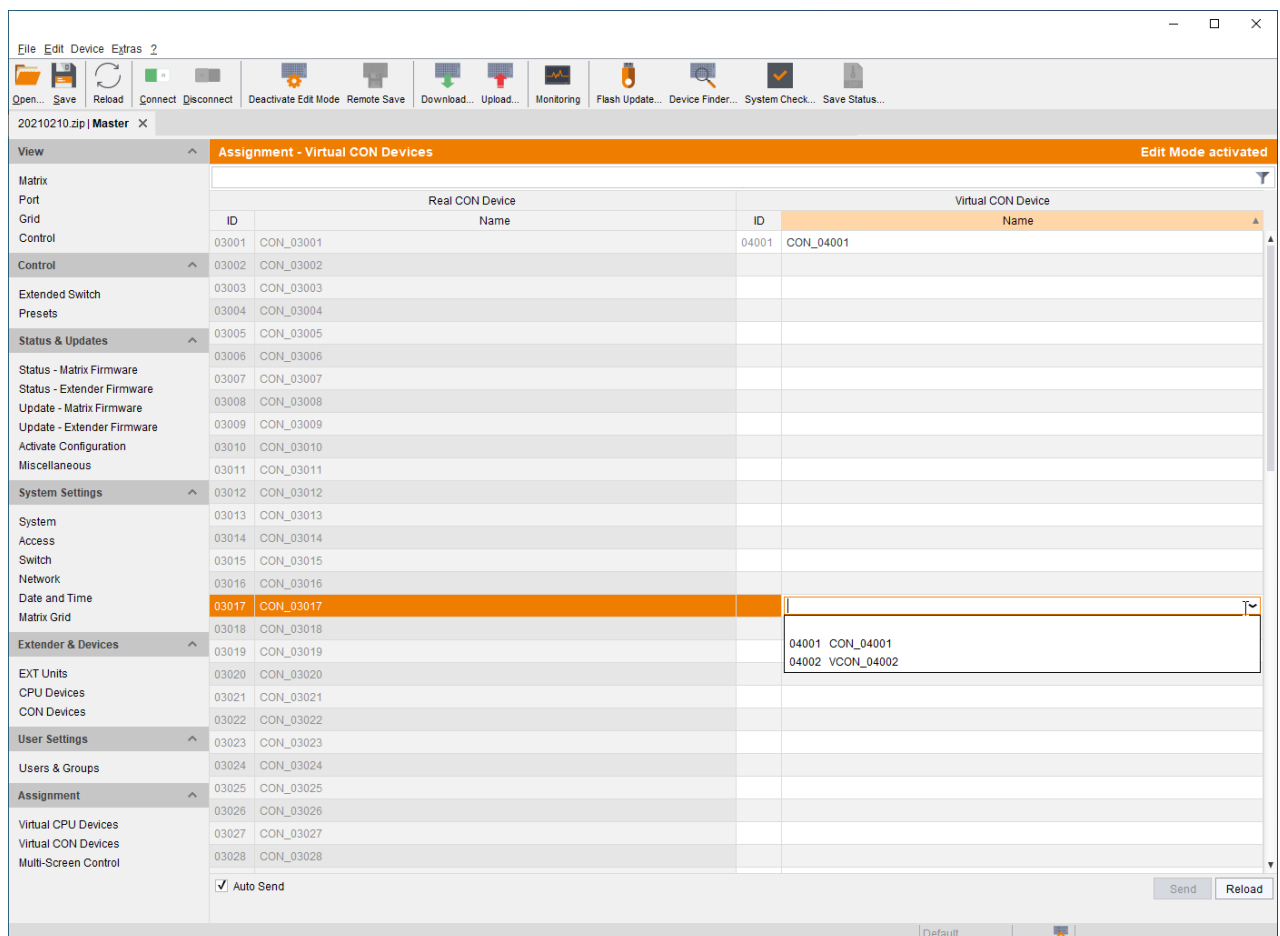 File Edit Device Extras ?
Open... Save Reload Connect Disconnect Deactivate Edit Mode Remote Save Download... Upload... Monitoring Flash Update... Device Finder... System Check... Save Status...
20210210.zip | Master
View
Matrix
Port
Grid
Control
Control
Extended Switch
Presets
Status & Updates
Status - Matrix Firmware
Status - Extender Firmware
Update - Matrix Firmware
Update - Extender Firmware
Activate Configuration
Miscellaneous
System Settings
System
Access
Switch
Network
Date and Time
Matrix Grid
Extender & Devices
EXT Units
CPU Devices
CON Devices
User Settings
Users & Groups
Assignment
Virtual CPU Devices
Virtual CON Devices
Multi-Screen Control
Assignment - Virtual CON Devices Edit Mode activated
Real CON Device Virtual CON Device
ID Name ID Name
03001 CON_03001 04001 CON_04001
03002 CON_03002
03003 CON_03003
03004 CON_03004
03005 CON_03005
03006 CON_03006
03007 CON_03007
03008 CON_03008
03009 CON_03009
03010 CON_03010
03011 CON_03011
03012 CON_03012
03013 CON_03013
03014 CON_03014
03015 CON_03015
03016 CON_03016
03017 CON_03017
03018 CON_03018
04001 CON_04001
03019 CON_03019
04002 VCON_04002
03020 CON_03020
03021 CON_03021
03022 CON_03022
03023 CON_03023
03024 CON_03024
03025 CON_03025
03026 CON_03026
03027 CON_03027
03028 CON_03028
Auto Send Send Reload
Default